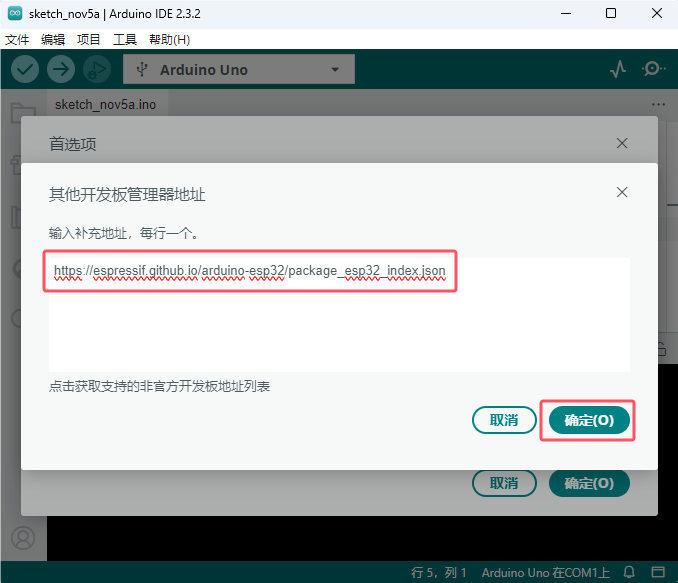 sketch_nov5a | Arduino IDE 2.3.2
文件 编辑 项目 工具 帮助(H)
Arduino Uno
sketch_nov5a.ino
首选项
其他开发板管理器地址
输入补充地址，每行一个。
https://espressif.github.io/arduino-esp32/package_esp32_index.json
点击获取支持的非官方开发板地址列表
取消 确定(O)
取消 确定(O)
行 5，列 1 Arduino Uno 在COM1上